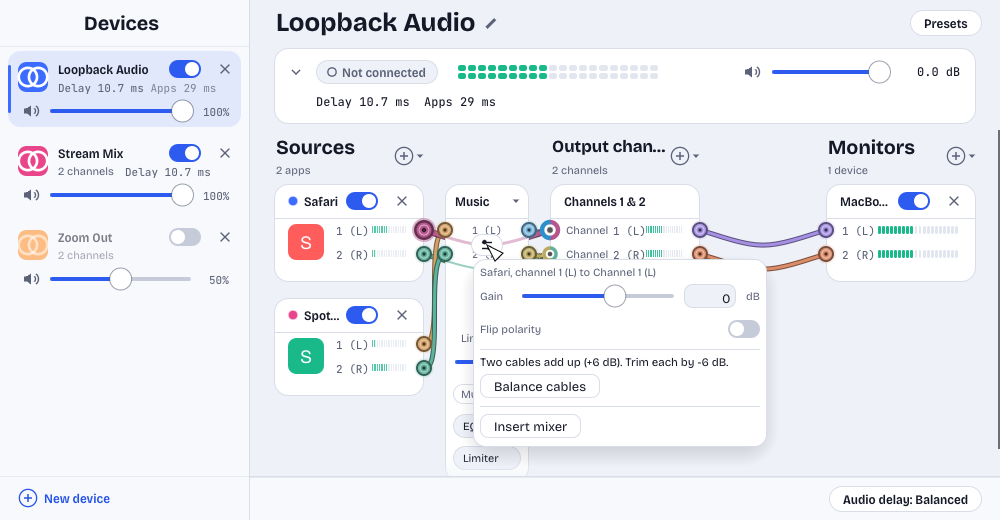 Devices
Loopback Audio
Delay 10.7 ms Apps 29 ms
100%
Stream Mix
2 channels Delay 10.7 ms
100%
Zoom Out
2 channels
50%
New device
Loopback Audio
Presets
Not connected
0.0 dB
Delay 10.7 ms Apps 29 ms
Sources
2 apps
Output chan...
2 channels
Monitors
1 device
Safari
S
1 (L)
2 (R)
Spot...
S
1 (L)
2 (R)
Music
1 (L)
Limiter
Channels 1 & 2
Channel 1 (L)
Channel 2 (R)
MacBo...
1 (L)
2 (R)
Safari, channel 1 (L) to Channel 1 (L)
Gain
0 dB
Flip polarity
Two cables add up (+6 dB). Trim each by -6 dB.
Balance cables
Insert mixer
Audio delay: Balanced